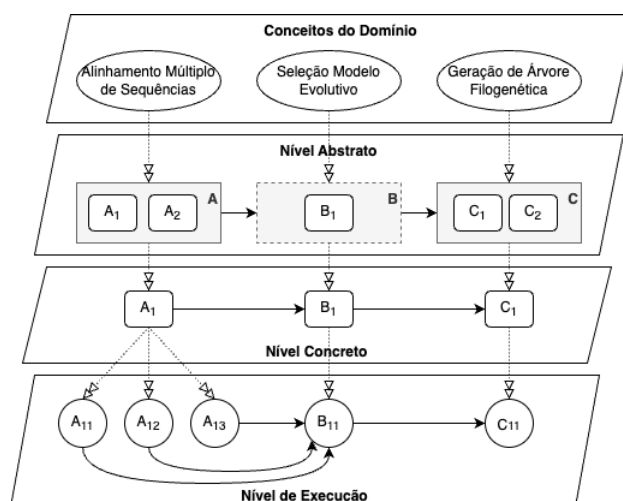 Conceitos do Domínio
Alinhamento Múltiplo
de Sequências
Seleção Modelo
Evolutivo
Geração de Árvore
Filogenética
Nível Abstrato
A1 A2 A
B1 B
C1 C2 C
A1 B1 C1
Nível Concreto
A11 A12 A13 B11 C11
Nível de Execução